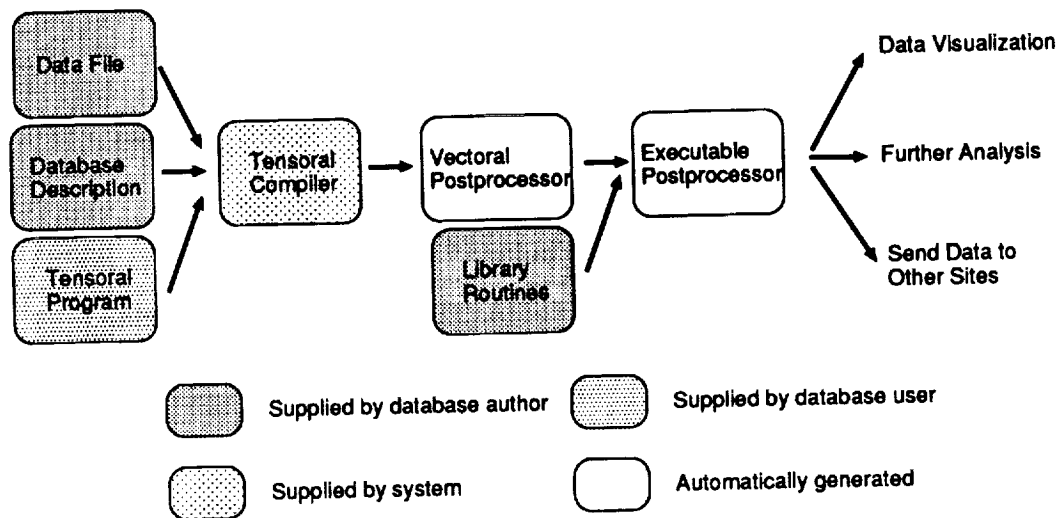 Data File
Database
Description
Tensoral
Program
Tensoral
Compiler
Vectoral
Postprocessor
Library
Routines
Executable
Postprocessor
Data Visualization
Further Analysis
Send Data to
Other Sites
Supplied by database author
Supplied by database user
Supplied by system
Automatically generated